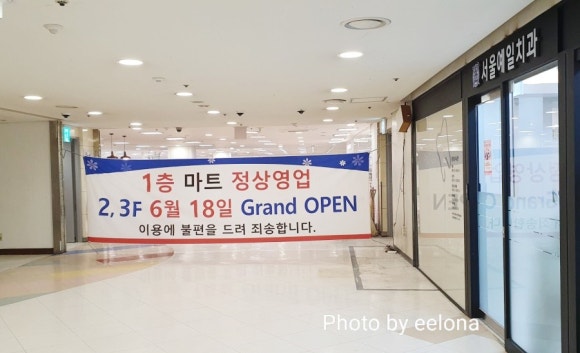 서울예일치과
1층 마트 정상영업
2, 3F 6월 18일 Grand OPEN
이용에 불편을 드려 죄송합니다.
Photo by eelona